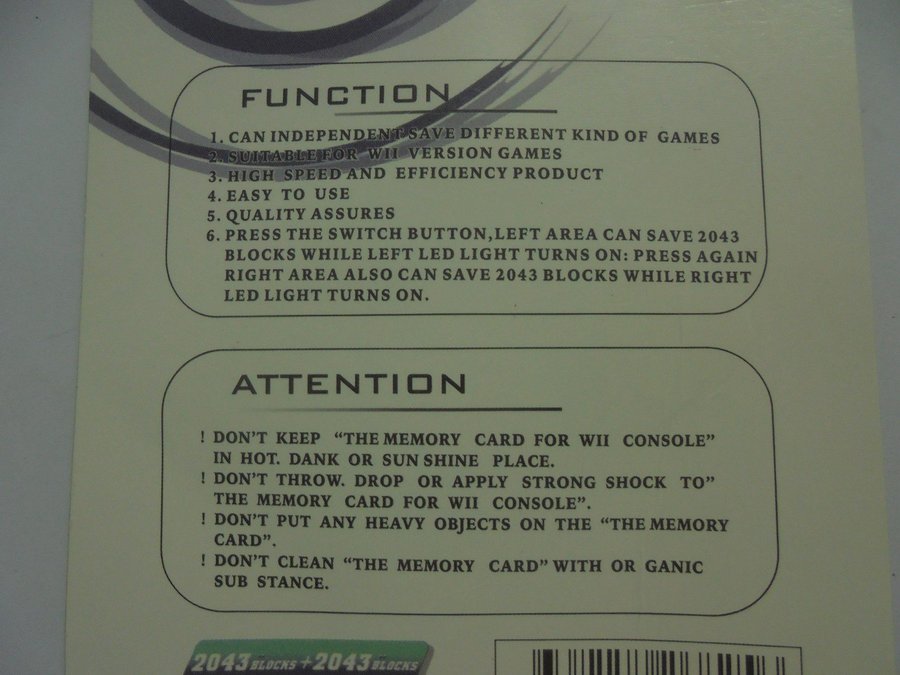 FUNCTION
1. CAN INDEPENDENT SAVE DIFFERENT KIND OF GAMES
2. SUITABLE FOR WII VERSION GAMES
3. HIGH SPEED AND EFFICIENCY PRODUCT
4. EASY TO USE
5. QUALITY ASSURES
6. PRESS THE SWITCH BUTTON,LEFT AREA CAN SAVE 2043
BLOCKS WHILE LEFT LED LIGHT TURNS ON: PRESS AGAIN
RIGHT AREA ALSO CAN SAVE 2043 BLOCKS WHILE RIGHT
LED LIGHT TURNS ON.
ATTENTION
! DON'T KEEP "THE MEMORY CARD FOR WII CONSOLE"
IN HOT. DANK OR SUN SHINE PLACE.
! DON'T THROW. DROP OR APPLY STRONG SHOCK TO"
THE MEMORY CARD FOR WII CONSOLE".
! DON'T PUT ANY HEAVY OBJECTS ON THE "THE MEMORY
CARD".
! DON'T CLEAN "THE MEMORY CARD" WITH OR GANIC
SUB STANCE.
2043 BLOCKS + 2043 BLOCKS